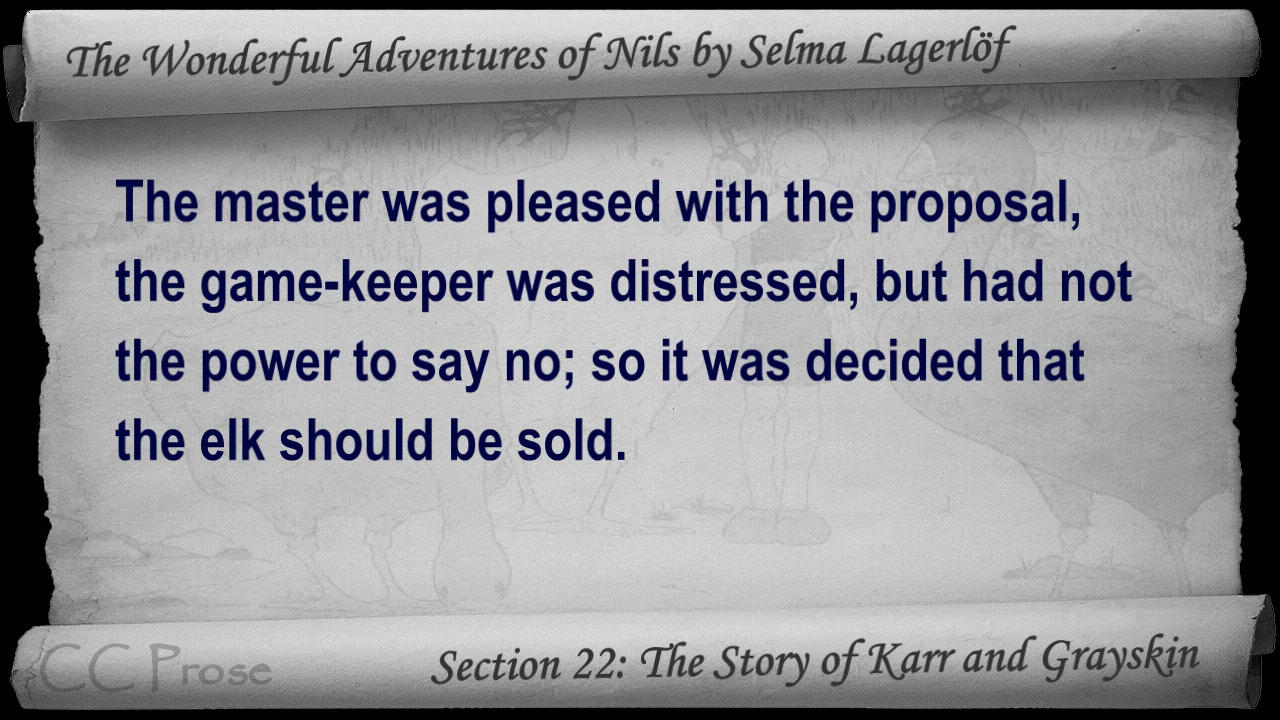 The Wonderful Adventures of Nils by Selma Lagerlöf
The master was pleased with the proposal,
the game-keeper was distressed, but had not
the power to say no; so it was decided that
the elk should be sold.
CC Prose
Section 22: The Story of Karr and Grayskin